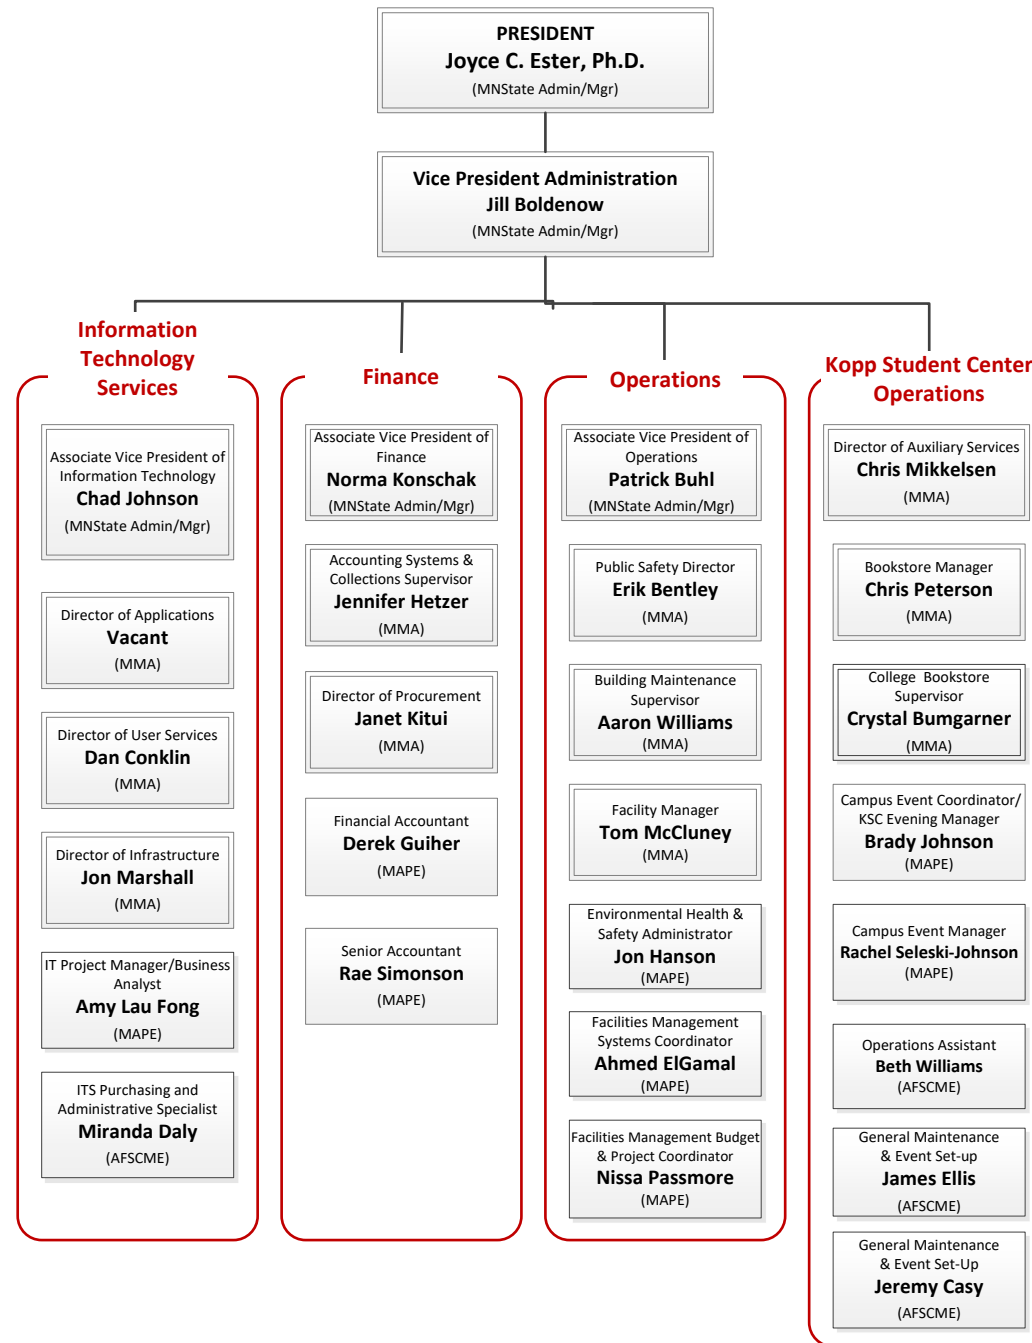 PRESIDENT
Joyce C. Ester, Ph.D.
(MNState Admin/Mgr)
Vice President Administration
Jill Boldenow
(MNState Admin/Mgr)
Information
Technology
Services
Associate Vice President of
Information Technology
Chad Johnson
(MNState Admin/Mgr)
Director of Applications
Vacant
(MMA)
Director of User Services
Dan Conklin
(MMA)
Director of Infrastructure
Jon Marshall
(MMA)
IT Project Manager/Business
Analyst
Amy Lau Fong
(MAPE)
ITS Purchasing and
Administrative Specialist
Miranda Daly
(AFSCME)
Finance
Associate Vice President of
Finance
Norma Konschak
(MNState Admin/Mgr)
Accounting Systems &
Collections Supervisor
Jennifer Hetzer
(MMA)
Director of Procurement
Janet Kitui
(MMA)
Financial Accountant
Derek Guiher
(MAPE)
Senior Accountant
Rae Simonson
(MAPE)
Operations
Associate Vice President of
Operations
Patrick Buhl
(MNState Admin/Mgr)
Public Safety Director
Erik Bentley
(MMA)
Building Maintenance
Supervisor
Aaron Williams
(MMA)
Facility Manager
Tom McCluney
(MMA)
Environmental Health &
Safety Administrator
Jon Hanson
(MAPE)
Facilities Management
Systems Coordinator
Ahmed ElGamal
(MAPE)
Facilities Management Budget
& Project Coordinator
Nissa Passmore
(MAPE)
Kopp Student Center
Operations
Director of Auxiliary Services
Chris Mikkelsen
(MMA)
Bookstore Manager
Chris Peterson
(MMA)
College Bookstore
Supervisor
Crystal Bumgarner
(MMA)
Campus Event Coordinator/
KSC Evening Manager
Brady Johnson
(MAPE)
Campus Event Manager
Rachel Seleski-Johnson
(MAPE)
Operations Assistant
Beth Williams
(AFSCME)
General Maintenance
& Event Set-up
James Ellis
(AFSCME)
General Maintenance
& Event Set-Up
Jeremy Casy
(AFSCME)